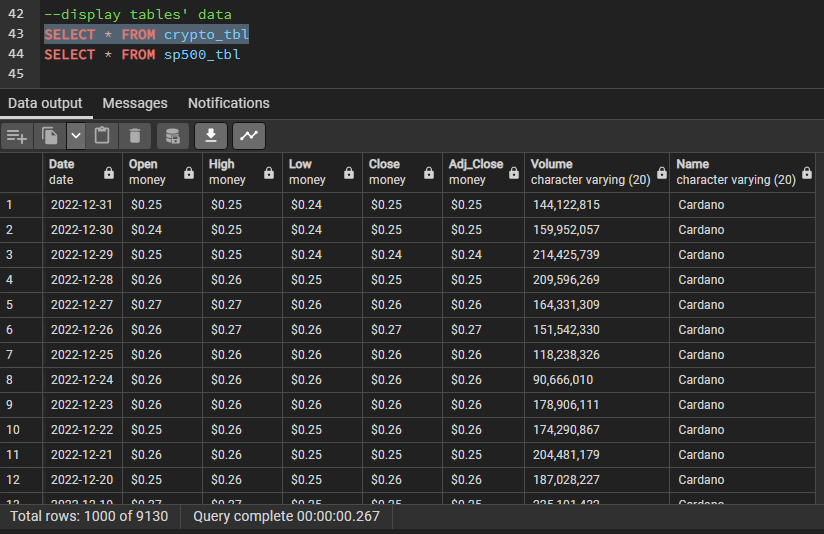 42 --display tables' data
43 SELECT * FROM crypto_tbl
44 SELECT * FROM sp500_tbl
45
Data output Messages Notifications
Date Open High Low Close Adj_Close Volume Name
date money money money money money character varying (20) character varying (20)
1 2022-12-31 $0.25 $0.25 $0.24 $0.25 $0.25 144,122,815 Cardano
2 2022-12-30 $0.24 $0.25 $0.24 $0.25 $0.25 159,952,057 Cardano
3 2022-12-29 $0.25 $0.25 $0.24 $0.24 $0.24 214,425,739 Cardano
4 2022-12-28 $0.26 $0.26 $0.25 $0.25 $0.25 209,596,269 Cardano
5 2022-12-27 $0.27 $0.27 $0.26 $0.26 $0.26 164,331,309 Cardano
6 2022-12-26 $0.26 $0.27 $0.26 $0.27 $0.27 151,542,330 Cardano
7 2022-12-25 $0.26 $0.26 $0.26 $0.26 $0.26 118,238,326 Cardano
8 2022-12-24 $0.26 $0.26 $0.26 $0.26 $0.26 90,666,010 Cardano
9 2022-12-23 $0.26 $0.26 $0.26 $0.26 $0.26 178,906,111 Cardano
10 2022-12-22 $0.25 $0.26 $0.25 $0.26 $0.26 174,290,867 Cardano
11 2022-12-21 $0.26 $0.26 $0.25 $0.25 $0.25 204,481,179 Cardano
12 2022-12-20 $0.25 $0.26 $0.25 $0.26 $0.26 187,028,227 Cardano
13 2022-12-19 $0.27 $0.27 $0.25 $0.25 $0.25 Cardano
Total rows: 1000 of 9130 Query complete 00:00:00.267